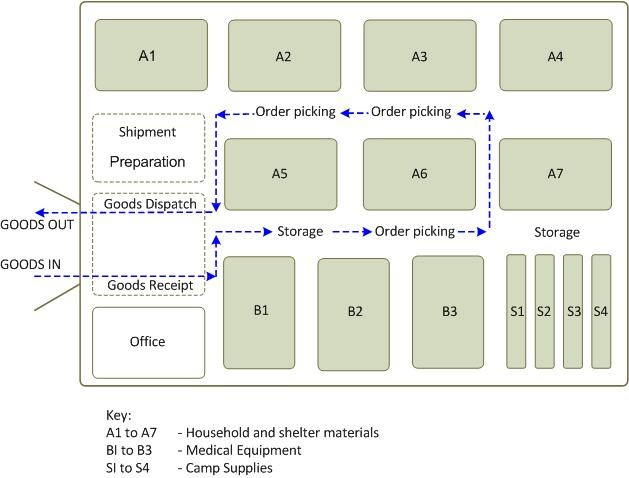 A1
A2
A3
A4
Order picking
Order picking
Shipment
Preparation
A5
A6
A7
Goods Dispatch
GOODS OUT
Storage
Order picking
Storage
GOODS IN
Goods Receipt
B1
B2
B3
S1
S2
S3
S4
Office
Key:
A1 to A7 - Household and shelter materials
BI to B3 - Medical Equipment
SI to S4 - Camp Supplies